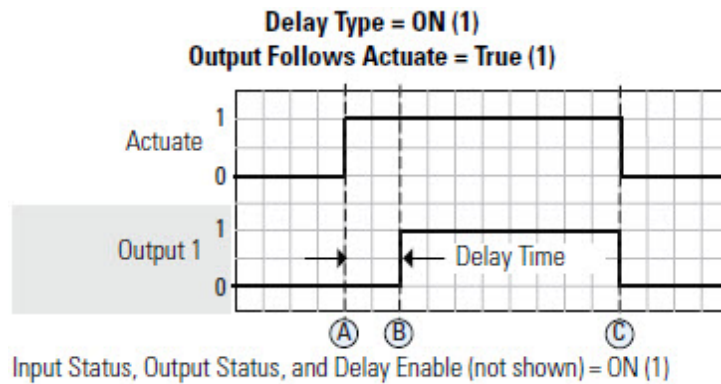 Delay Type = ON (1)
Output Follows Actuate = True (1)
Actuate
1
0
Output 1
1
0
Delay Time
A
B
C
Input Status, Output Status, and Delay Enable (not shown) = ON (1)